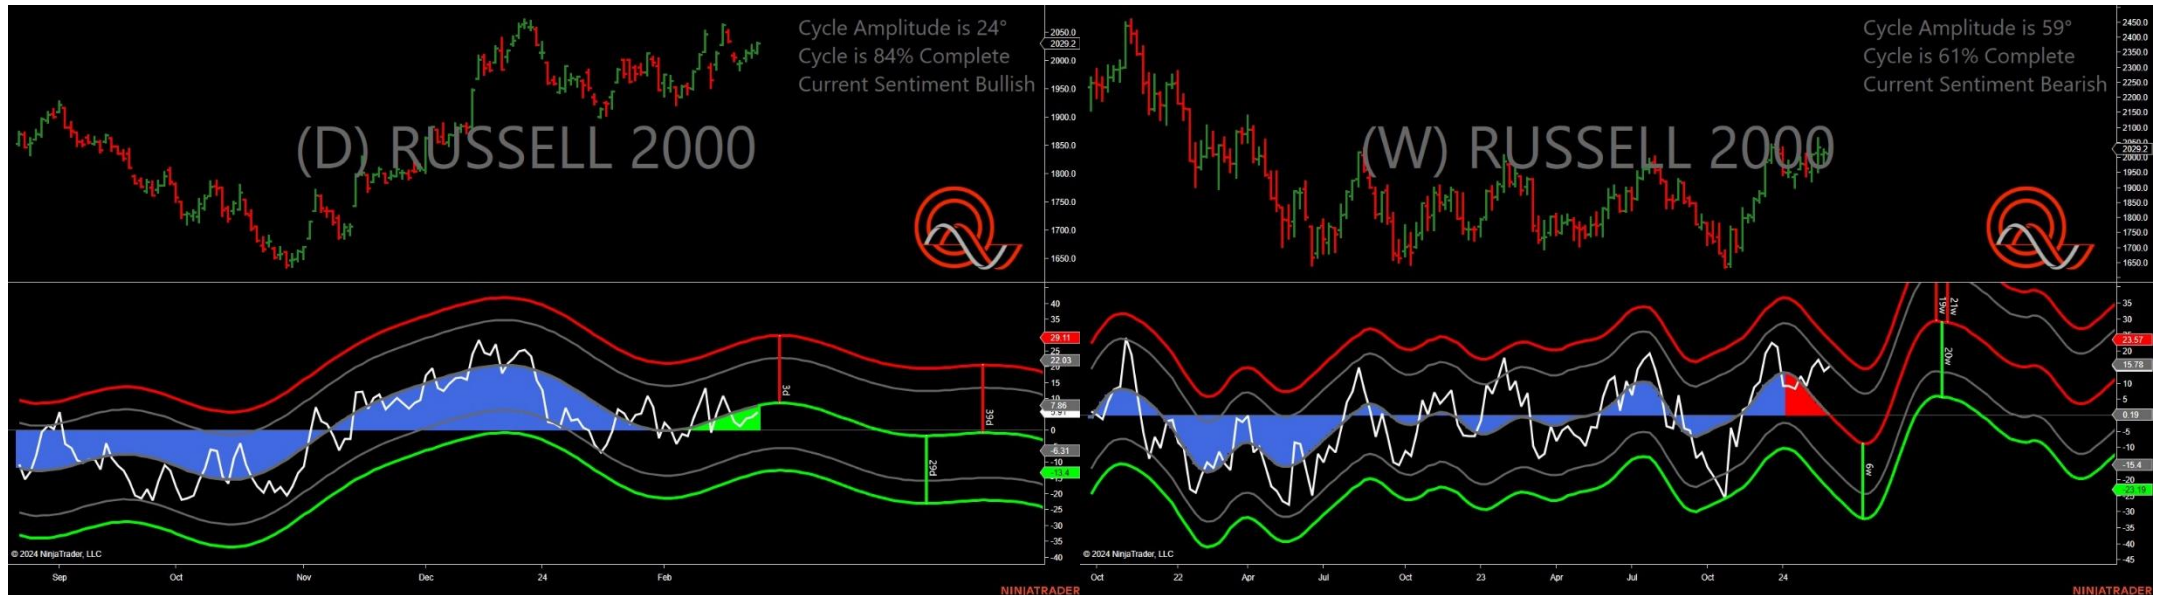 Cycle Amplitude is 24°
Cycle is 84% Complete
Current Sentiment Bullish
(D) RUSSELL 2000
2050.0
2029.2
2000.0
1950.0
1900.0
1850.0
1800.0
1750.0
1700.0
1650.0
40
35
29.11
25
22.03
20
15
10
7.86
5.91
0
-6.31
-10
-13.4
-20
-25
-30
-35
-40
3d
29d
39d
© 2024 NinjaTrader, LLC
Sep
Oct
Nov
Dec
24
Feb
NINJATRADER
Cycle Amplitude is 59°
Cycle is 61% Complete
Current Sentiment Bearish
(W) RUSSELL 2000
2450.0
2400.0
2350.0
2300.0
2250.0
2200.0
2150.0
2100.0
2050.0
2029.2
2000.0
1950.0
1900.0
1850.0
1800.0
1750.0
1700.0
1650.0
19w
21w
20w
6w
35
30
23.57
20
15.78
10
5
0.19
-5
-10
-15.4
-20
-23.19
-30
-35
-40
-45
© 2024 NinjaTrader, LLC
Oct
22
Apr
Jul
Oct
23
Apr
Jul
Oct
24
NINJATRADER